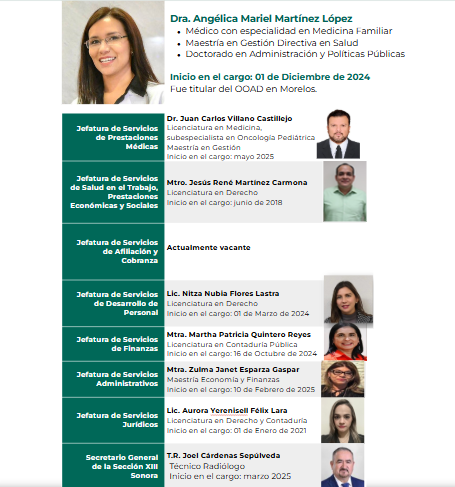 Dra. Angélica Mariel Martínez López
• Médico con especialidad en Medicina Familiar
• Maestría en Gestión Directiva en Salud
• Doctorado en Administración y Políticas Públicas
Inicio en el cargo: 01 de Diciembre de 2024
Fue titular del OOAD en Morelos.
Jefatura de Servicios
de Prestaciones
Médicas
Dr. Juan Carlos Villano Castillejo
Licenciatura en Medicina,
subespecialista en Oncología Pediátrica
Maestría en Gestión
Inicio en el cargo: mayo 2025
Jefatura de Servicios
de Salud en el Trabajo,
Prestaciones
Económicas y Sociales
Mtro. Jesús René Martínez Carmona
Licenciatura en Derecho
Inicio en el cargo: junio de 2018
Jefatura de Servicios
de Afiliación y
Cobranza
Actualmente vacante
Jefatura de Servicios
de Desarrollo de
Personal
Lic. Nitza Nubia Flores Lastra
Licenciatura en Derecho
Inicio en el cargo: 01 de Marzo de 2024
Jefatura de Servicios
de Finanzas
Mtra. Martha Patricia Quintero Reyes
Licenciatura en Contaduría Pública
Inicio en el cargo: 16 de Octubre de 2024
Jefatura de Servicios
Administrativos
Mtra. Zulma Janet Esparza Gaspar
Maestría Economía y Finanzas
Inicio en el cargo: 10 de Febrero de 2025
Jefatura de Servicios
Jurídicos
Lic. Aurora Yerenisell Félix Lara
Licenciatura en Derecho y Contaduría
Inicio en el cargo: 01 de Enero de 2021
Secretario General
de la Sección XIII
Sonora
T.R. Joel Cárdenas Sepúlveda
Técnico Radiólogo
Inicio en el cargo: marzo 2025